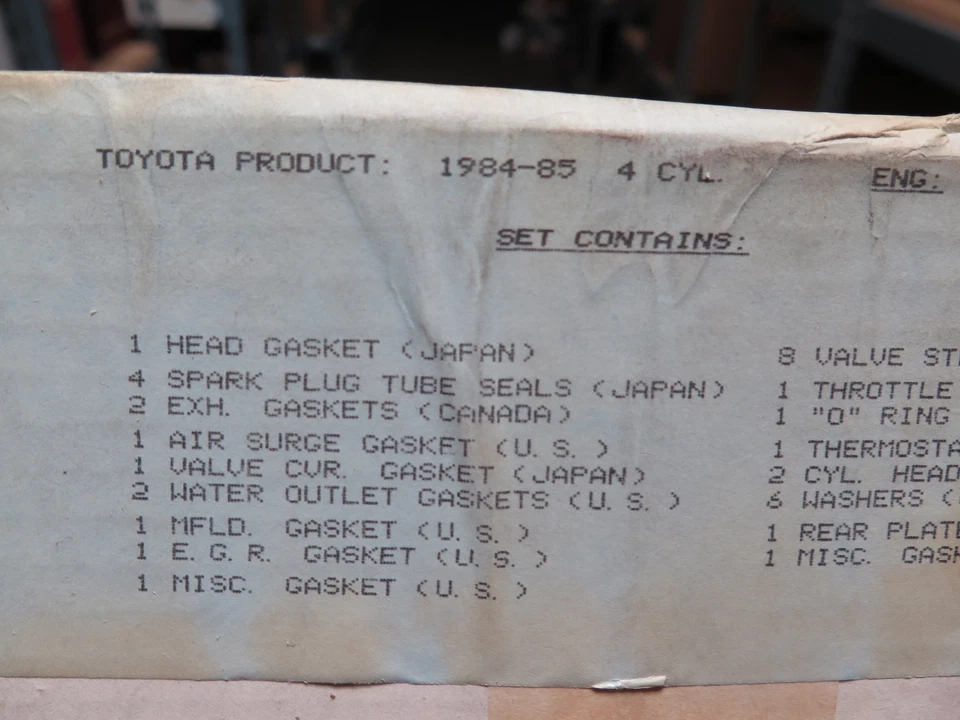 TOYOTA PRODUCT: 1984-85 4 CYL. ENG:
SET CONTAINS:
1 HEAD GASKET (JAPAN)
4 SPARK PLUG TUBE SEALS (JAPAN)
2 EXH. GASKETS (CANADA)
1 AIR SURGE GASKET (U.S.)
1 VALVE CVR. GASKET (JAPAN)
2 WATER OUTLET GASKETS (U.S.)
1 MFLD. GASKET (U.S.)
1 E.G.R. GASKET (U.S.)
1 MISC. GASKET (U.S.)
8 VALVE
1 THROTTLE
1 "O" RING
1
2 CYL. HEAD
6 WASHERS (
1 REAR PLATE
1 MISC.